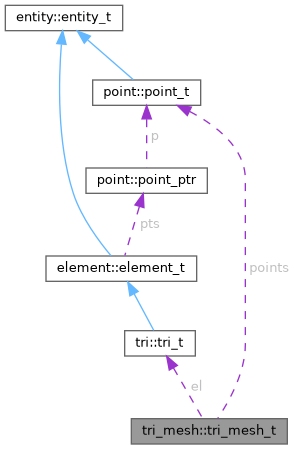 entity::entity_t
point::point_t
p
point::point_ptr
pts
element::element_t
points
tri::tri_t
el
tri_mesh::tri_mesh_t